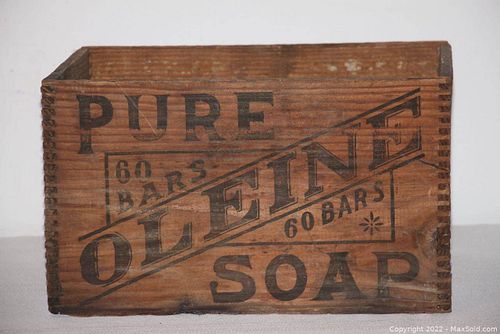 PURE
60
BARS
OLEINE
60 BARS
SOAP
Copyright 2022 - MaxSold.com